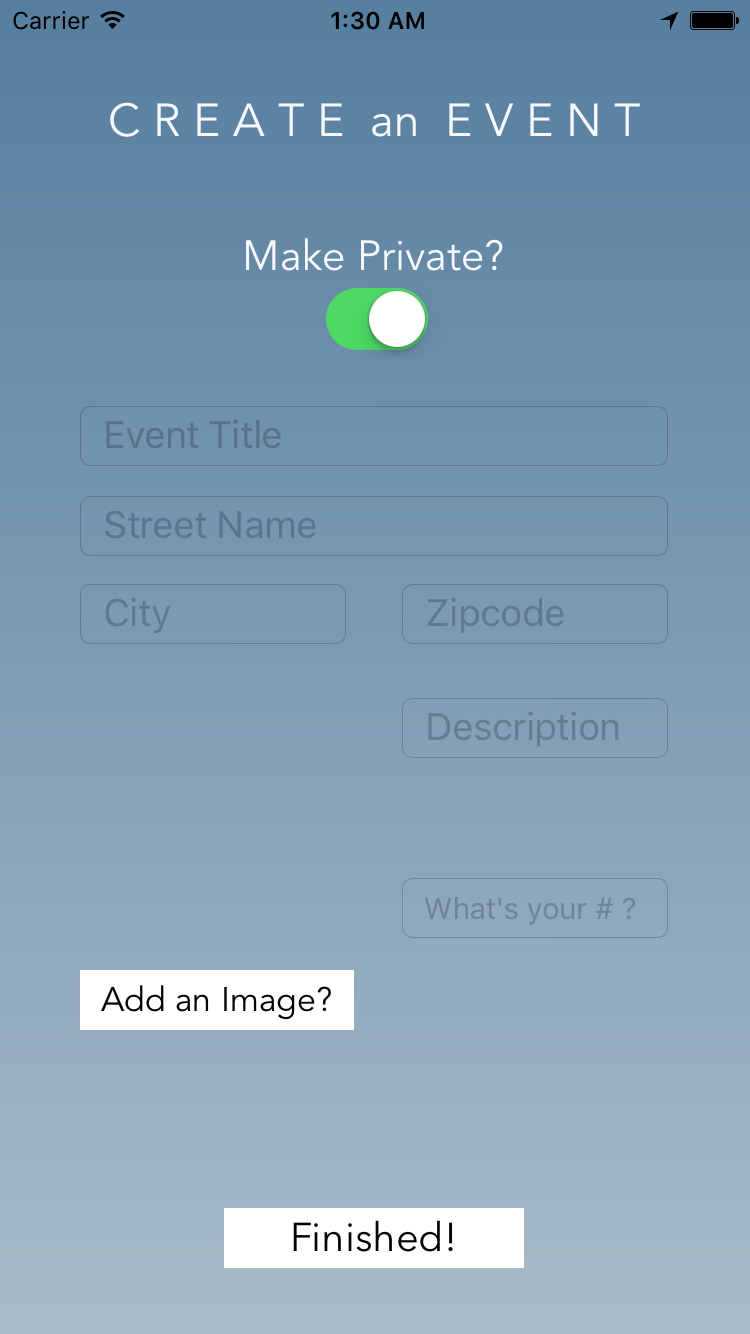 Carrier 1:30 AM
CREATE an EVENT
Make Private?
Event Title
Street Name
City Zipcode
Description
What's your # ?
Add an Image?
Finished!